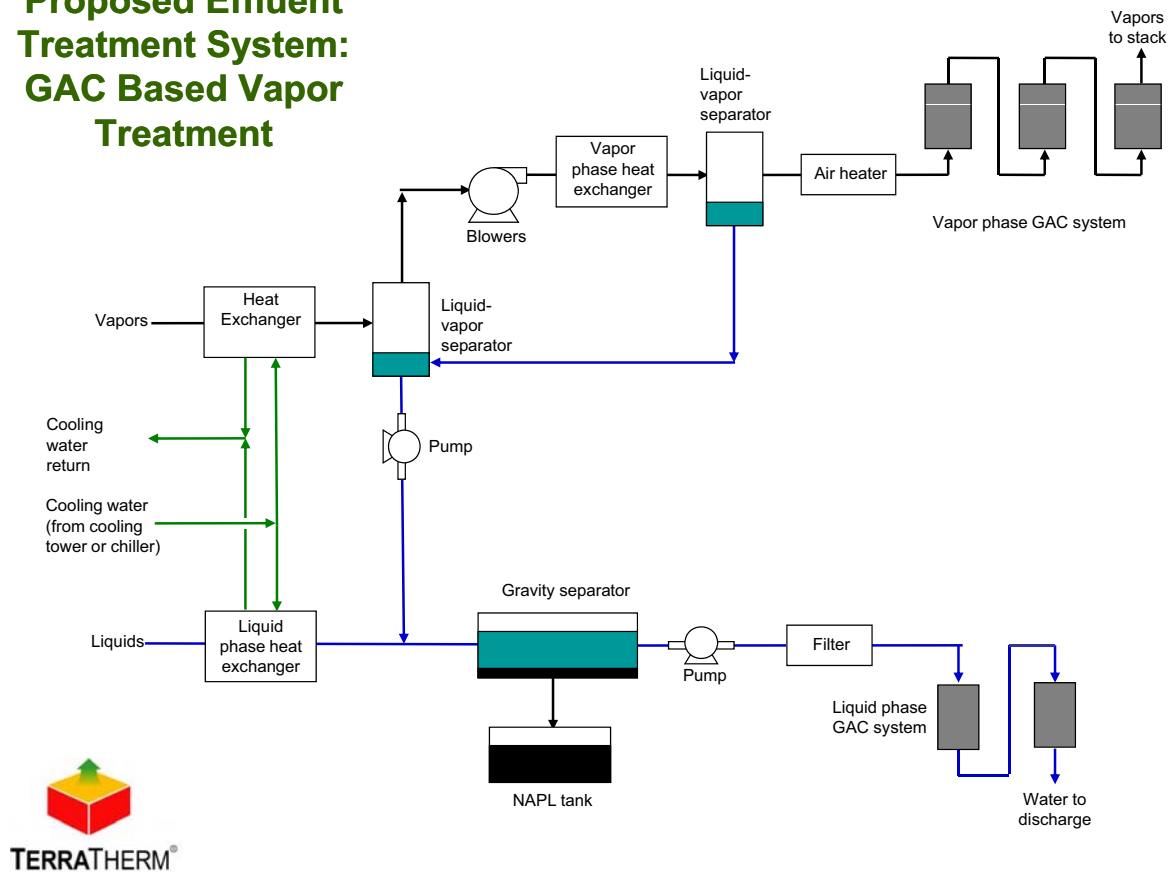 Proposed Effluent
Treatment System:
GAC Based Vapor
Treatment
Vapors
to stack
Liquid-
vapor
separator
Vapor
phase heat
exchanger
Air heater
Blowers
Vapor phase GAC system
Vapors
Heat
Exchanger
Liquid-
vapor
separator
Cooling
water
return
Pump
Cooling water
(from cooling
tower or chiller)
Gravity separator
Liquids
Liquid
phase heat
exchanger
Pump
Filter
Liquid phase
GAC system
NAPL tank
Water to
discharge
TERRATHERM®